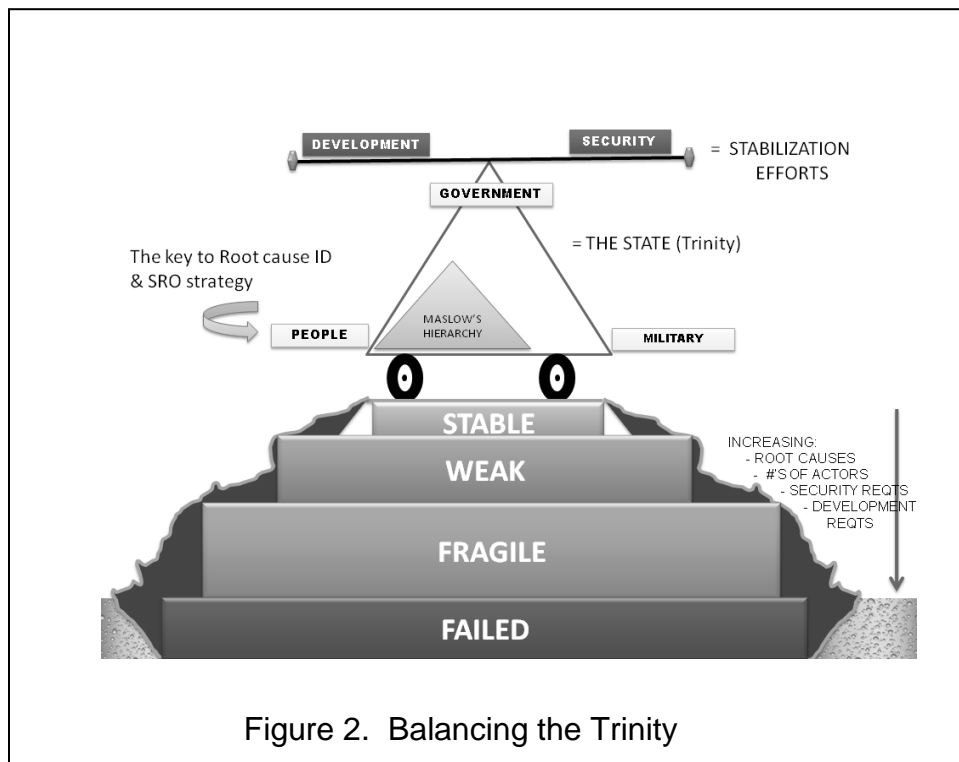 DEVELOPMENT
SECURITY
= STABILIZATION
EFFORTS
GOVERNMENT
= THE STATE (Trinity)
The key to Root cause ID
& SRO strategy
MASLOW'S
HIERARCHY
PEOPLE
MILITARY
STABLE
WEAK
INCREASING:
- ROOT CAUSES
- #'S OF ACTORS
- SECURITY REQTS
- DEVELOPMENT
REQTS
FRAGILE
FAILED
Figure 2. Balancing the Trinity